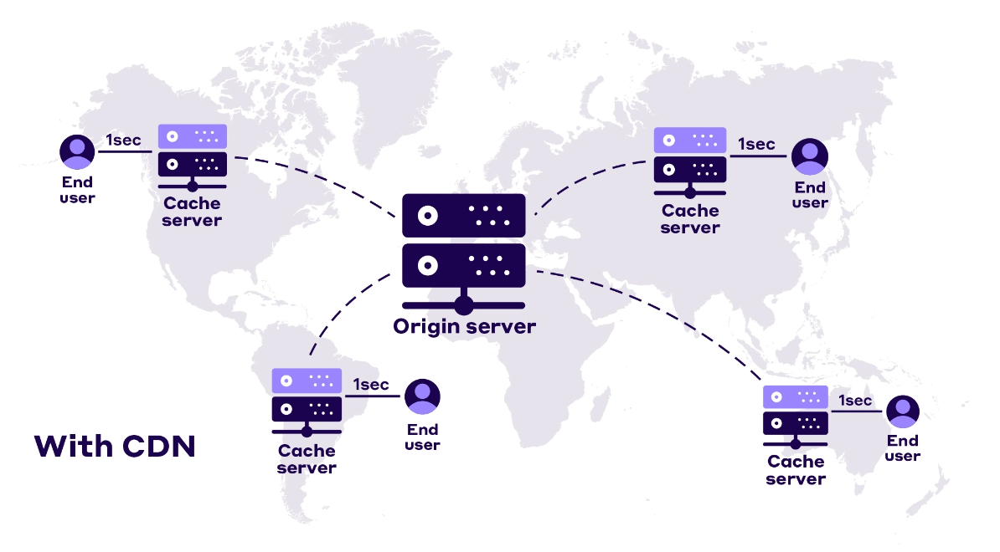 1sec
End
user
Cache
server
1sec
End
user
Cache
server
Origin server
1sec
End
user
Cache
server
1sec
End
user
Cache
server
With CDN